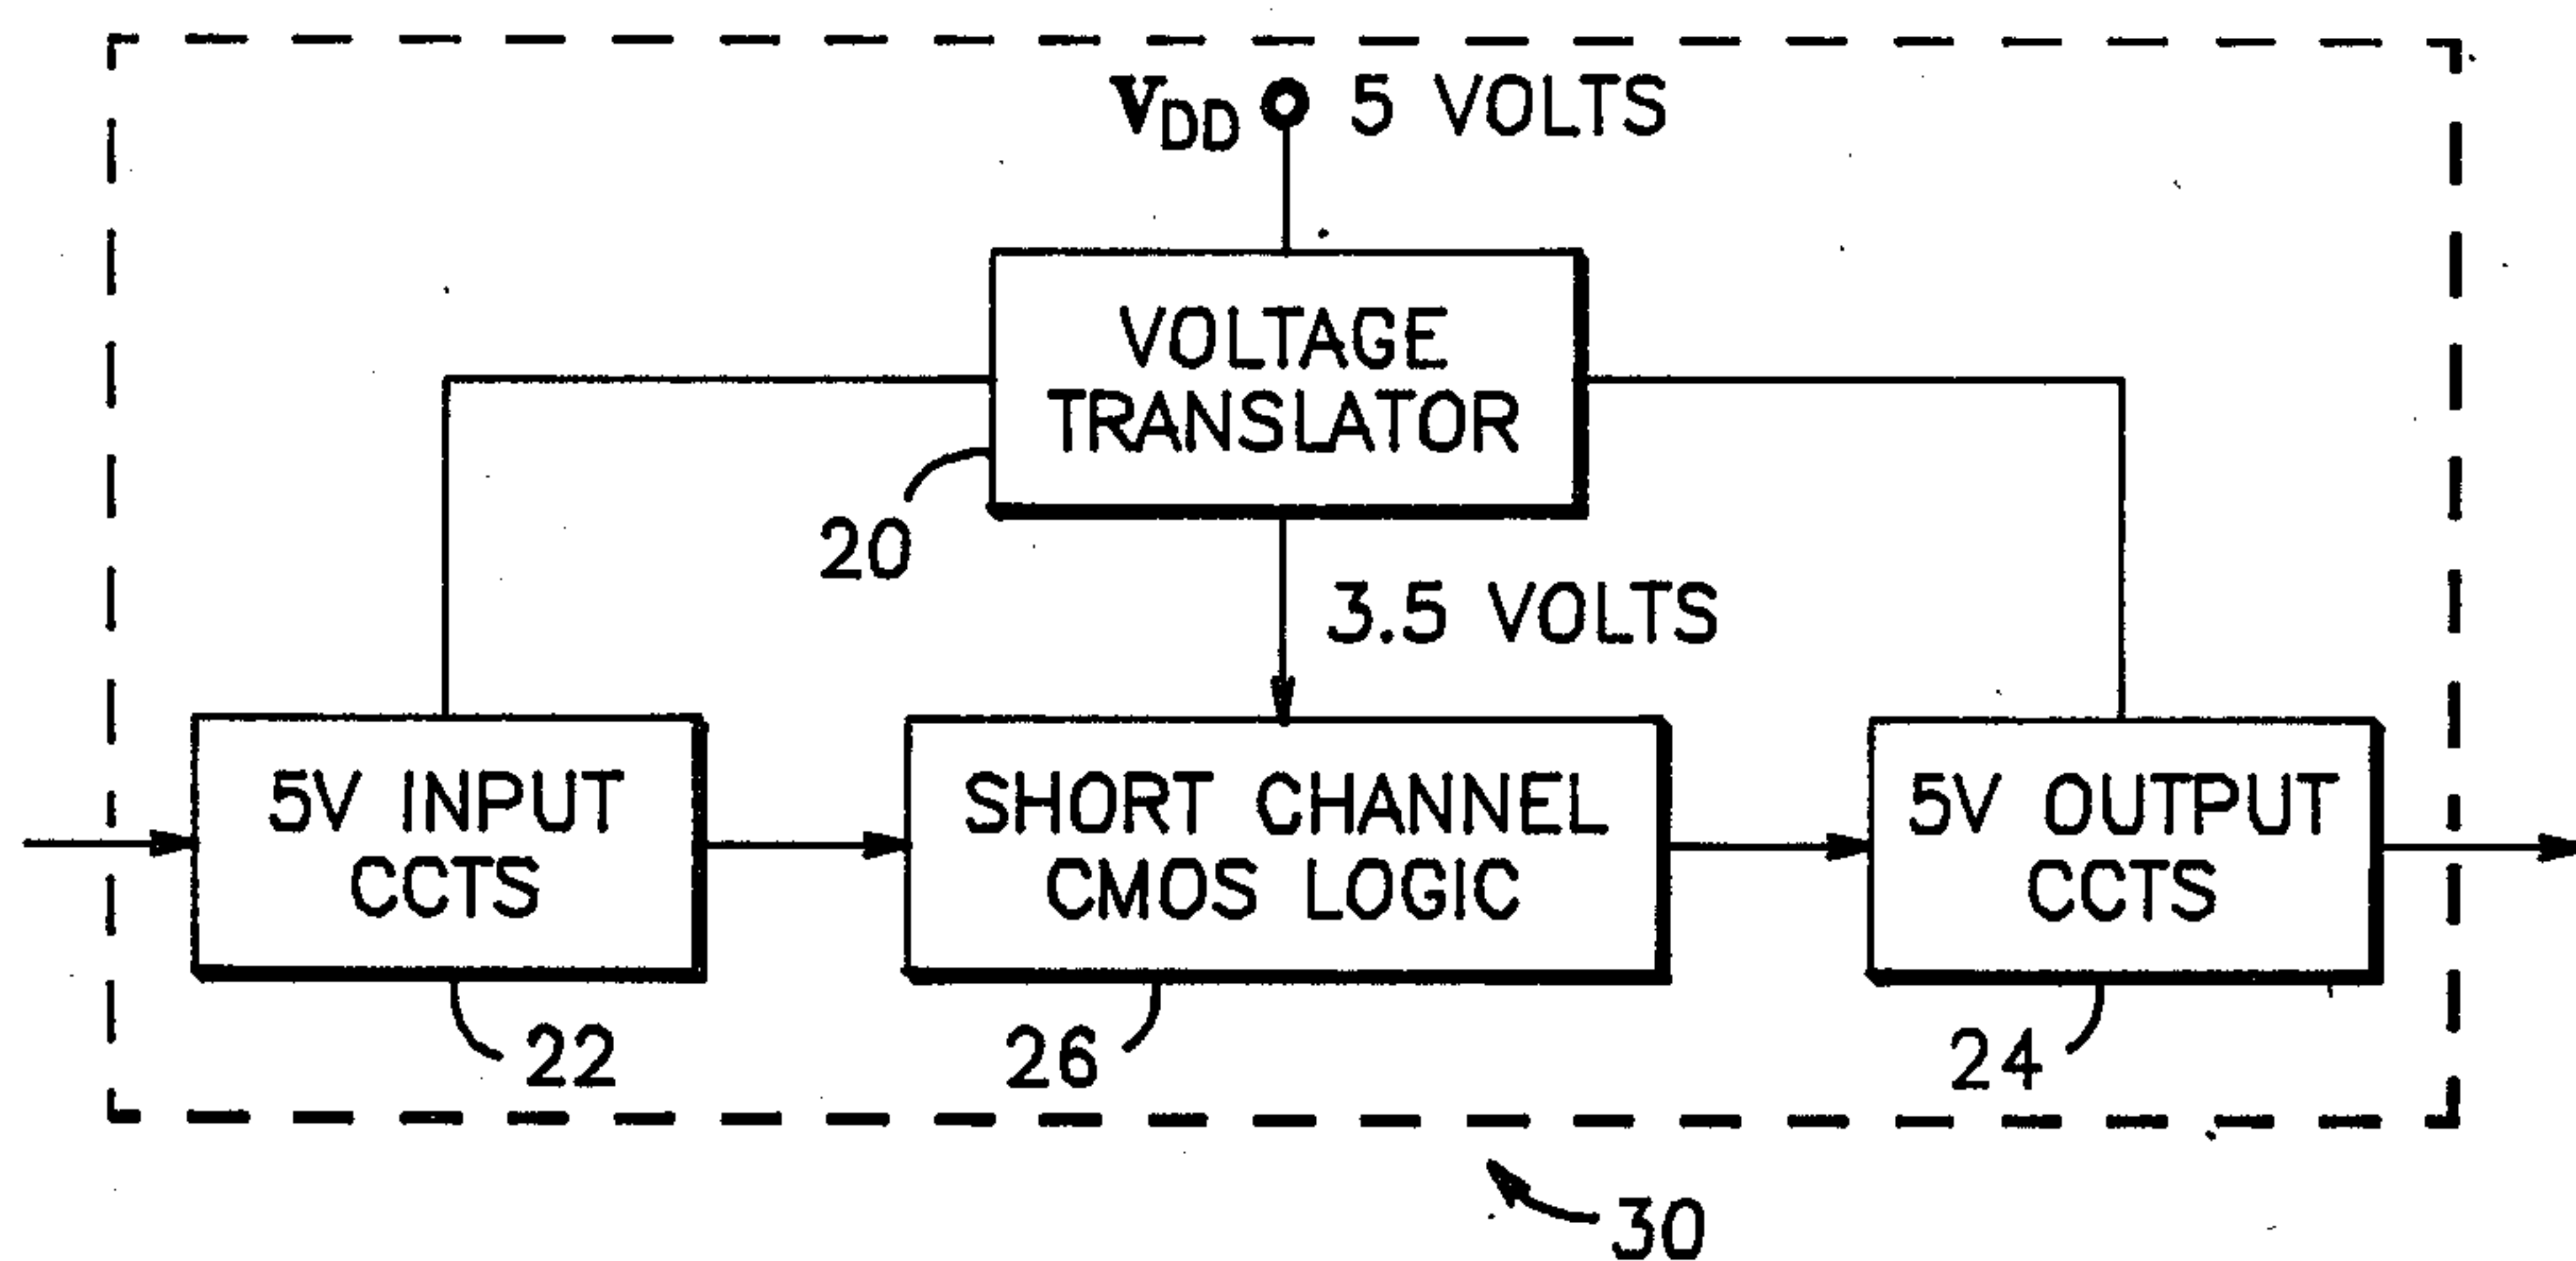 VDD 5 VOLTS
VOLTAGE
TRANSLATOR
20
3.5 VOLTS
5V INPUT
CCTS
SHORT CHANNEL
CMOS LOGIC
5V OUTPUT
CCTS
22
26
24
30